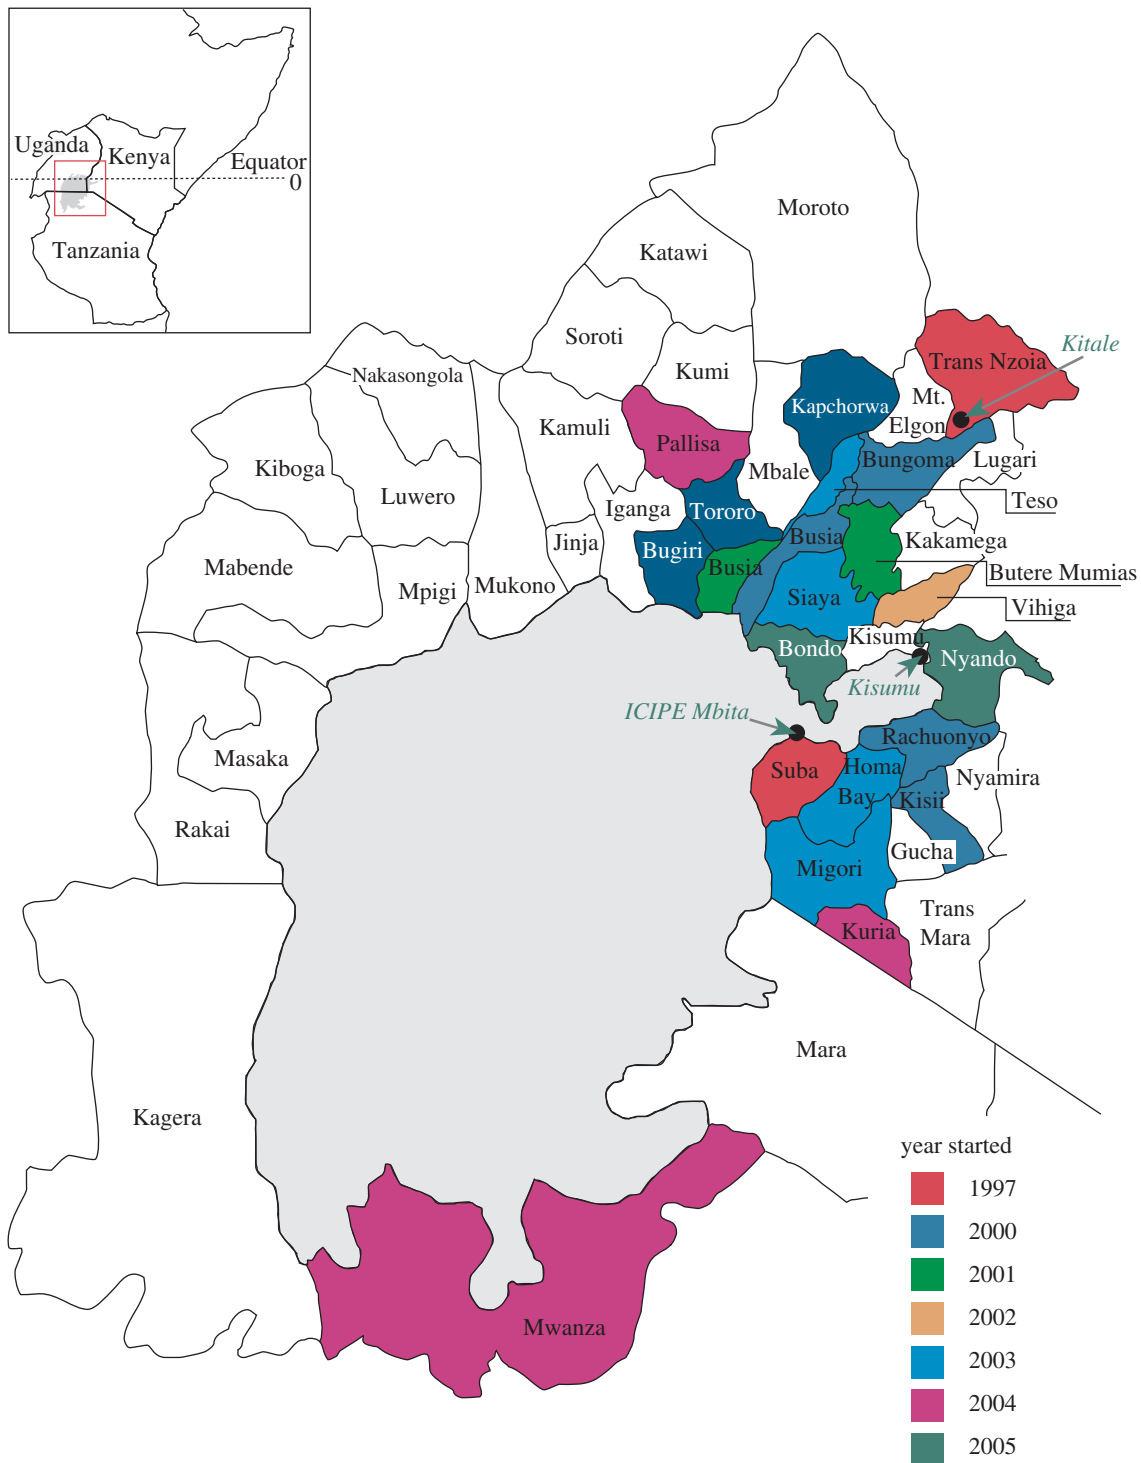 Uganda
Kenya
Equator
0
Tanzania
Moroto
Katawi
Soroti
Kumi
Trans Nzoia
Kitale
Nakasongola
Kapchorwa
Mt.
Elgon
Kamuli
Pallisa
Mbale
Bungoma
Lugari
Kiboga
Luwero
Teso
Iganga
Tororo
Busia
Kakamega
Jinja
Bugiri
Busia
Butere Mumias
Mabende
Mpigi
Mukono
Siaya
Vihiga
Kisumu
Bondo
Nyando
Kisumu
ICIPE Mbita
Rachuonyo
Masaka
Suba
Homa
Bay
Nyamira
Kisii
Rakai
Gucha
Migori
Trans
Mara
Kuria
Mara
Kagera
Mwanza
year started
1997
2000
2001
2002
2003
2004
2005